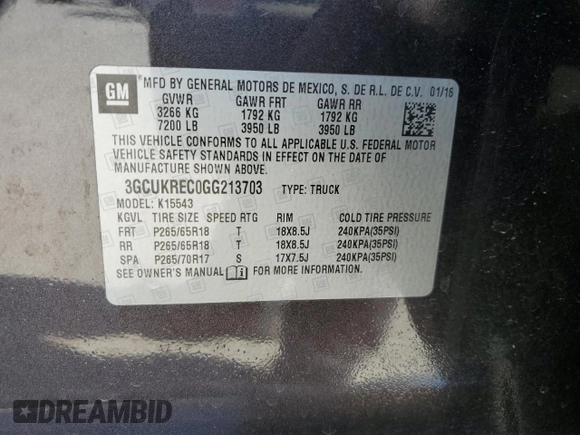 GM
MFD BY GENERAL MOTORS DE MEXICO, S. DE R.L. DE C.V. 01/16
GVWR GAWR FRT GAWR RR
3266 KG 1792 KG 1792 KG
7200 LB 3950 LB 3950 LB
THIS VEHICLE CONFORMS TO ALL APPLICABLE U.S. FEDERAL MOTOR
VEHICLE SAFETY STANDARDS IN EFFECT ON THE DATE OF
MANUFACTURE SHOWN ABOVE.
3GCUKREC0GG213703 TYPE: TRUCK
MODEL: K15543
KGVL TIRE SIZE SPEED RTG RIM COLD TIRE PRESSURE
FRT P265/65R18 T 18X8.5J 240KPA(35PSI)
RR P265/65R18 T 18X8.5J 240KPA(35PSI)
SPA P265/70R17 S 17X7.5J 240KPA(35PSI)
SEE OWNER'S MANUAL FOR MORE INFORMATION.
DREAMBID